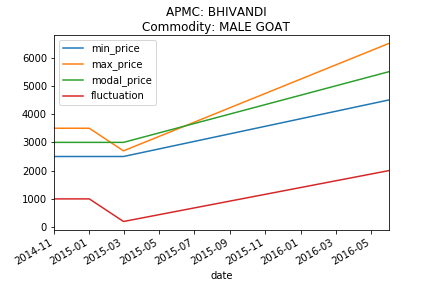 APMC: BHIVANDI
Commodity: MALE GOAT
min_price
max_price
modal_price
fluctuation
6000
5000
4000
3000
2000
1000
0
2014-11
2015-01
2015-03
2015-05
2015-07
2015-09
2015-11
2016-01
2016-03
2016-05
date